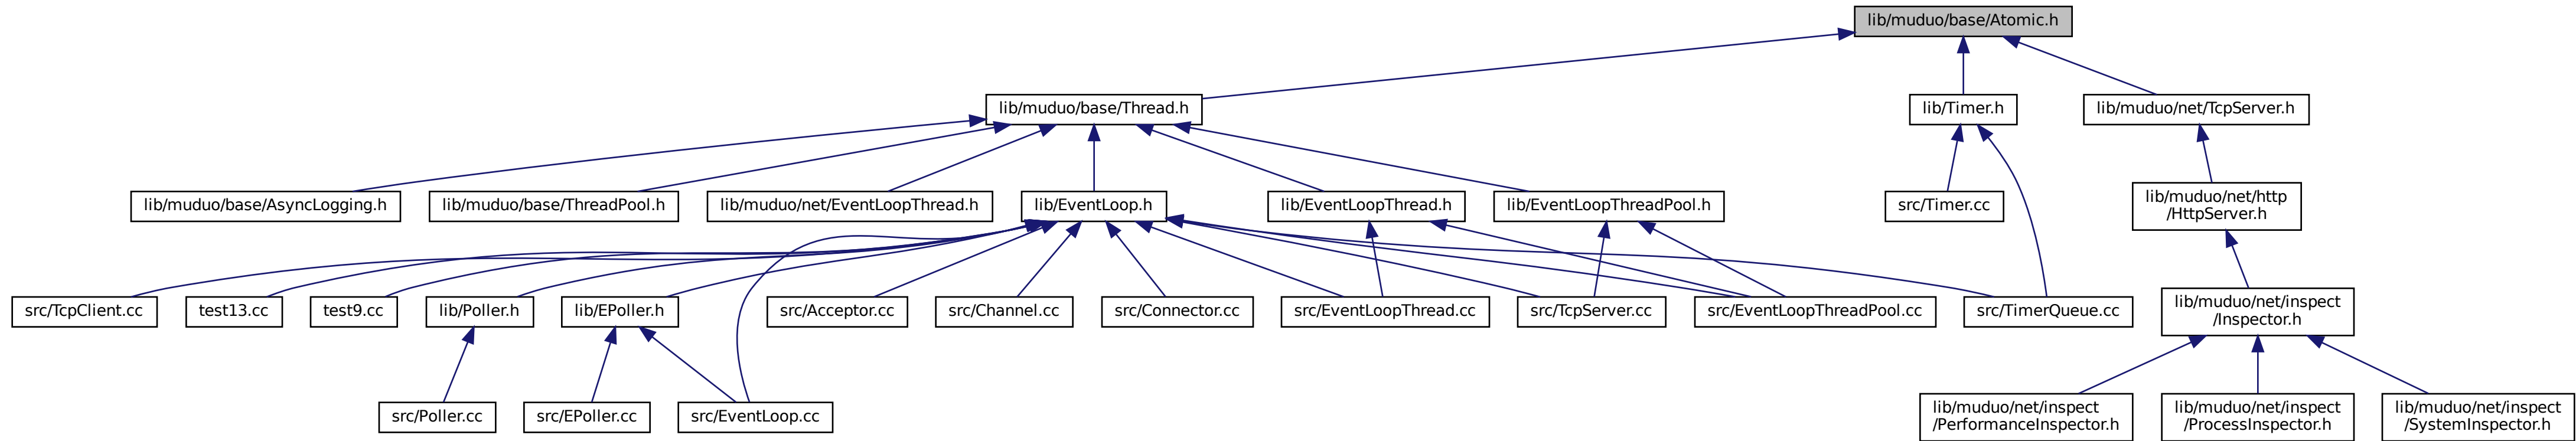 lib/muduo/base/Atomic.h
lib/muduo/base/Thread.h
lib/Timer.h
lib/muduo/net/TcpServer.h
lib/muduo/base/AsyncLogging.h
lib/muduo/base/ThreadPool.h
lib/muduo/net/EventLoopThread.h
lib/EventLoop.h
lib/EventLoopThread.h
lib/EventLoopThreadPool.h
src/Timer.cc
lib/muduo/net/http
/HttpServer.h
src/TcpClient.cc
test13.cc
test9.cc
lib/Poller.h
lib/EPoller.h
src/Acceptor.cc
src/Channel.cc
src/Connector.cc
src/EventLoopThread.cc
src/TcpServer.cc
src/EventLoopThreadPool.cc
src/TimerQueue.cc
lib/muduo/net/inspect
/Inspector.h
src/Poller.cc
src/EPoller.cc
src/EventLoop.cc
lib/muduo/net/inspect
/PerformanceInspector.h
lib/muduo/net/inspect
/ProcessInspector.h
lib/muduo/net/inspect
/SystemInspector.h